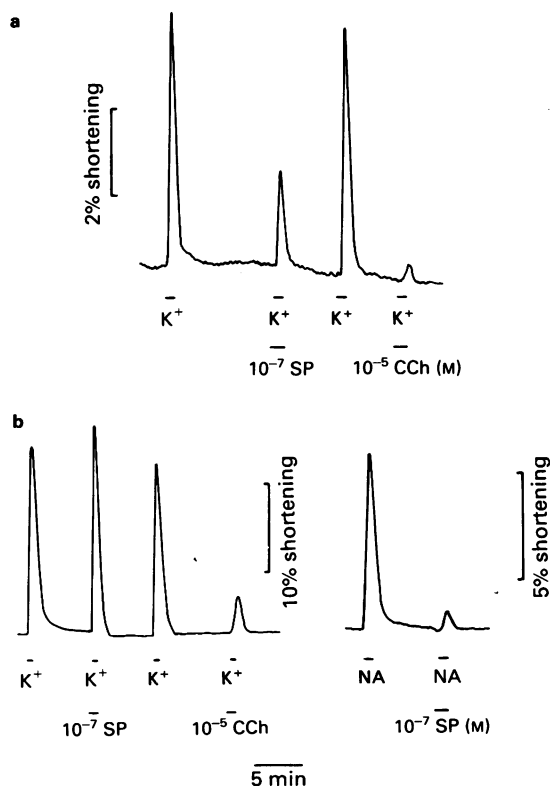 a
2% shortening
K⁺ K⁺ K⁺ K⁺
10⁻⁷ SP 10⁻⁵ CCh (M)
b
10% shortening
5% shortening
K⁺ K⁺ K⁺ K⁺ NA NA
10⁻⁷ SP 10⁻⁵ CCh 10⁻⁷ SP (M)
5 min